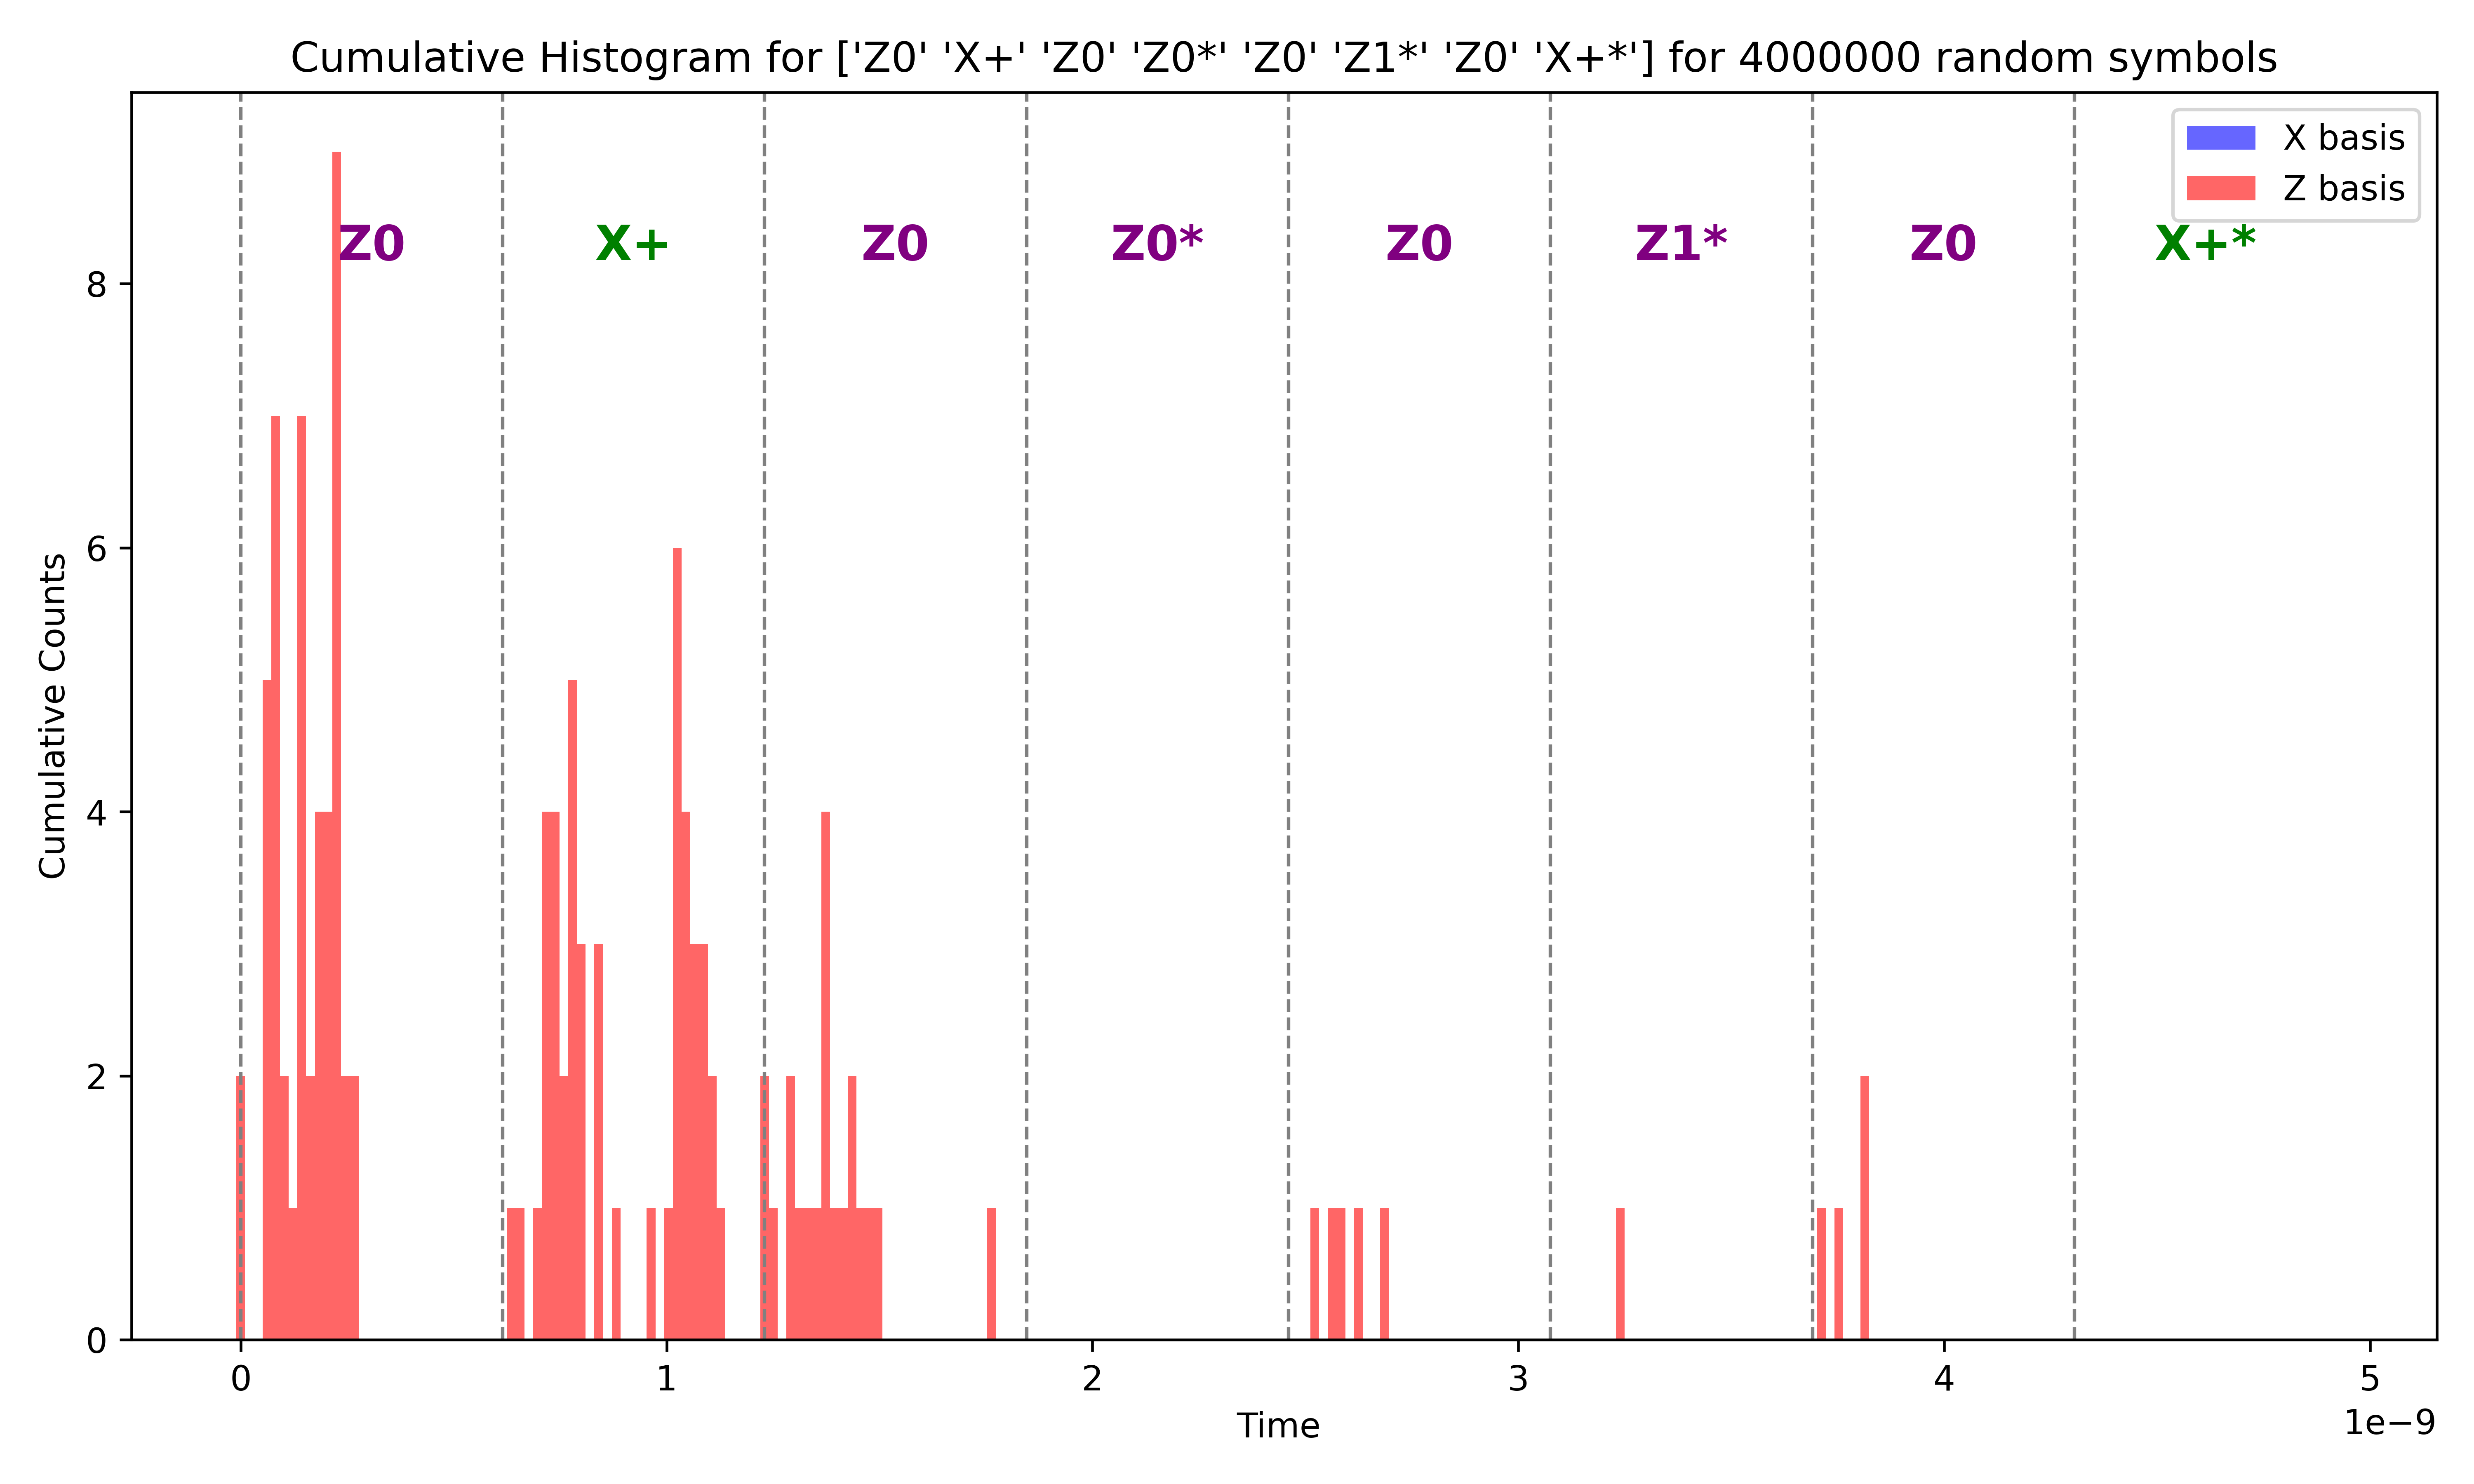 Cumulative Histogram for ['Z0' 'X+' 'Z0' 'Z0*' 'Z0' 'Z1*' 'Z0' 'X+*'] for 4000000 random symbols
X basis
Z basis
Z0 X+ Z0 Z0* Z0 Z1* Z0 X+*
Cumulative Counts
8
6
4
2
0
0 1 2 3 4 5
1e−9
Time